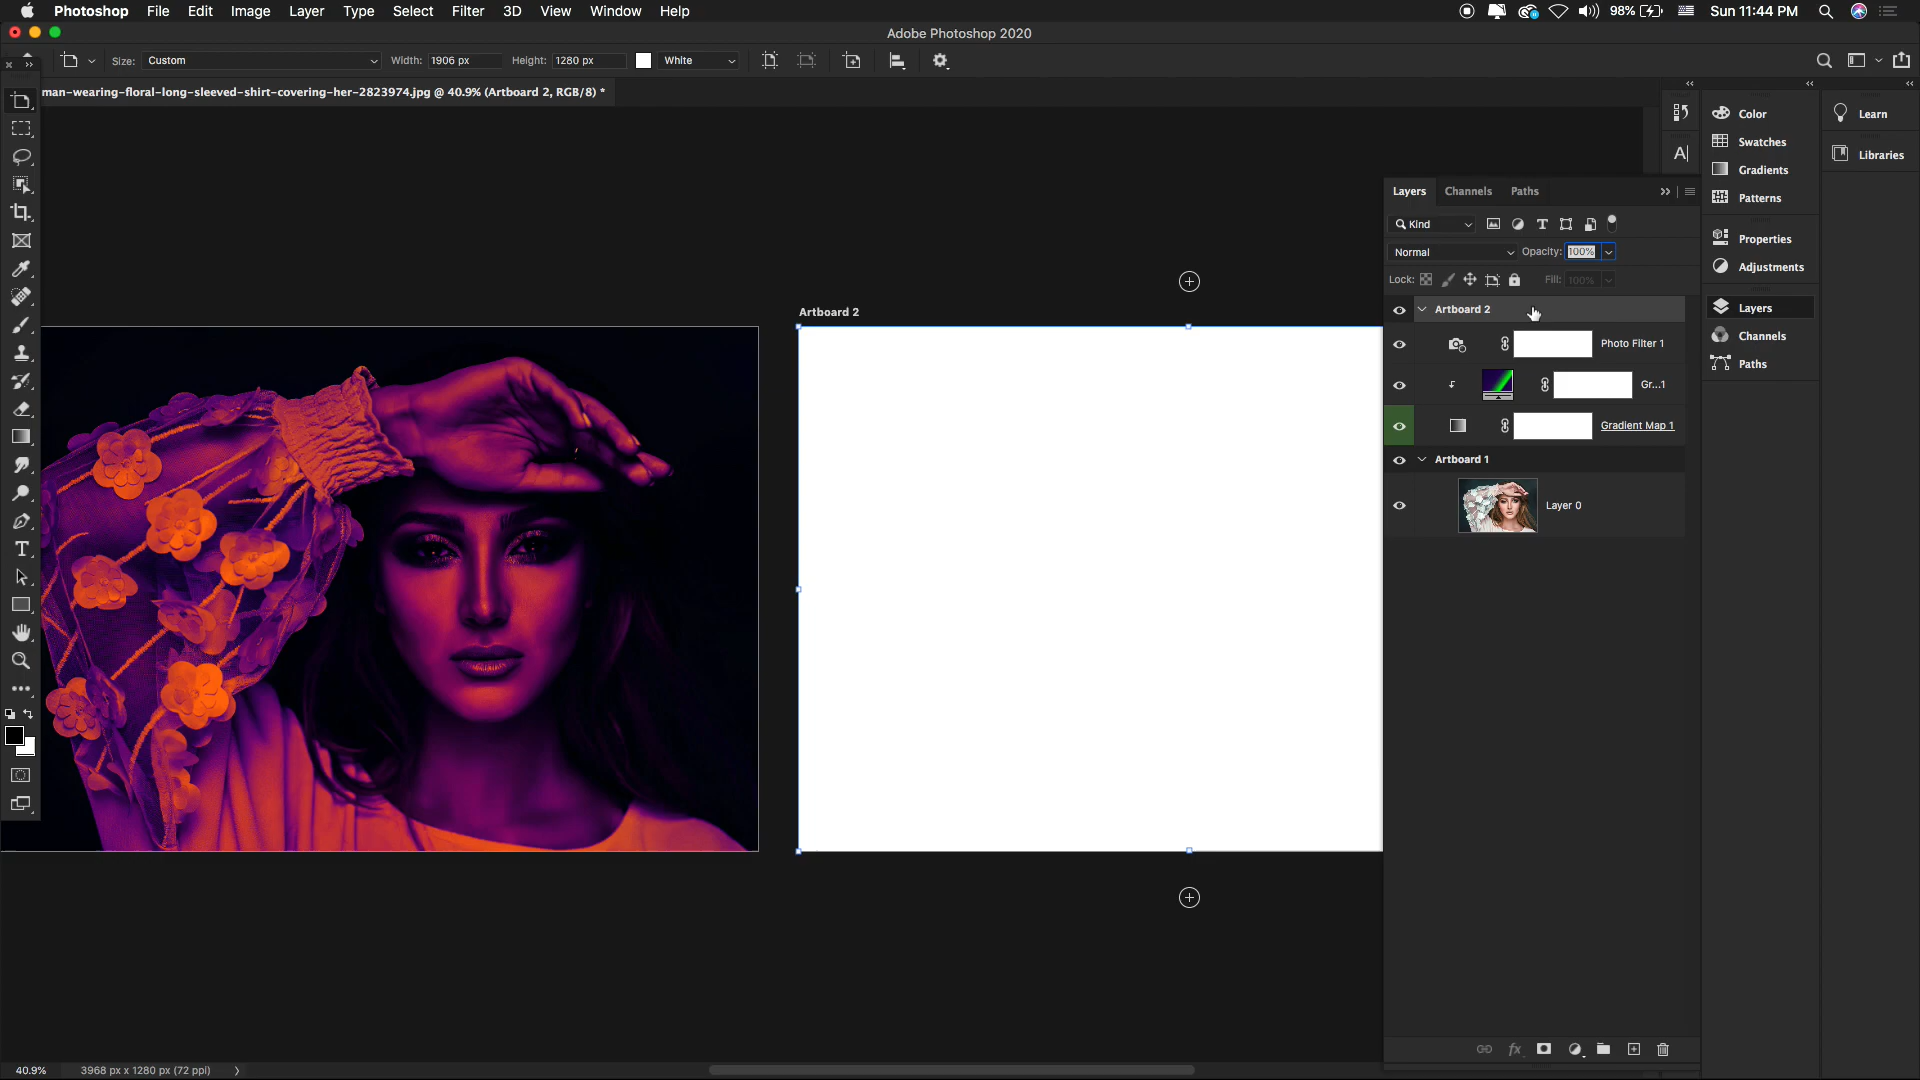 Photoshop File Edit Image Layer Type Select Filter 3D View Window Help 98% Sun 11:44 PM
Adobe Photoshop 2020
Size: Custom Width: 1906 px Height: 1280 px White
man-wearing-floral-long-sleeved-shirt-covering-her-2823974.jpg @ 40.9% (Artboard 2, RGB/8) *
Color
Swatches
Gradients
Patterns
Properties
Adjustments
Layers
Channels
Paths
Learn
Libraries
Layers Channels Paths
Kind
Normal Opacity: 100%
Lock: Fill: 100%
Artboard 2
Photo Filter 1
Gr...1
Gradient Map 1
Artboard 1
Layer 0
Artboard 2
40.9% 3968 px x 1280 px (72 ppi)